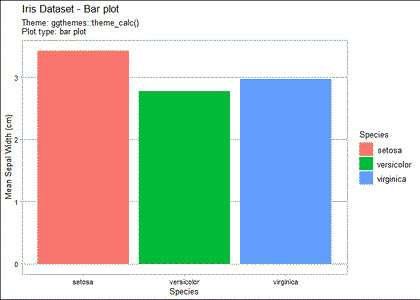 Iris Dataset - Bar plot
Theme: ggthemes::theme_calc()
Plot type: bar plot
Mean Sepal Width (cm)
3
2
1
0
setosa
versicolor
virginica
Species
Species
setosa
versicolor
virginica